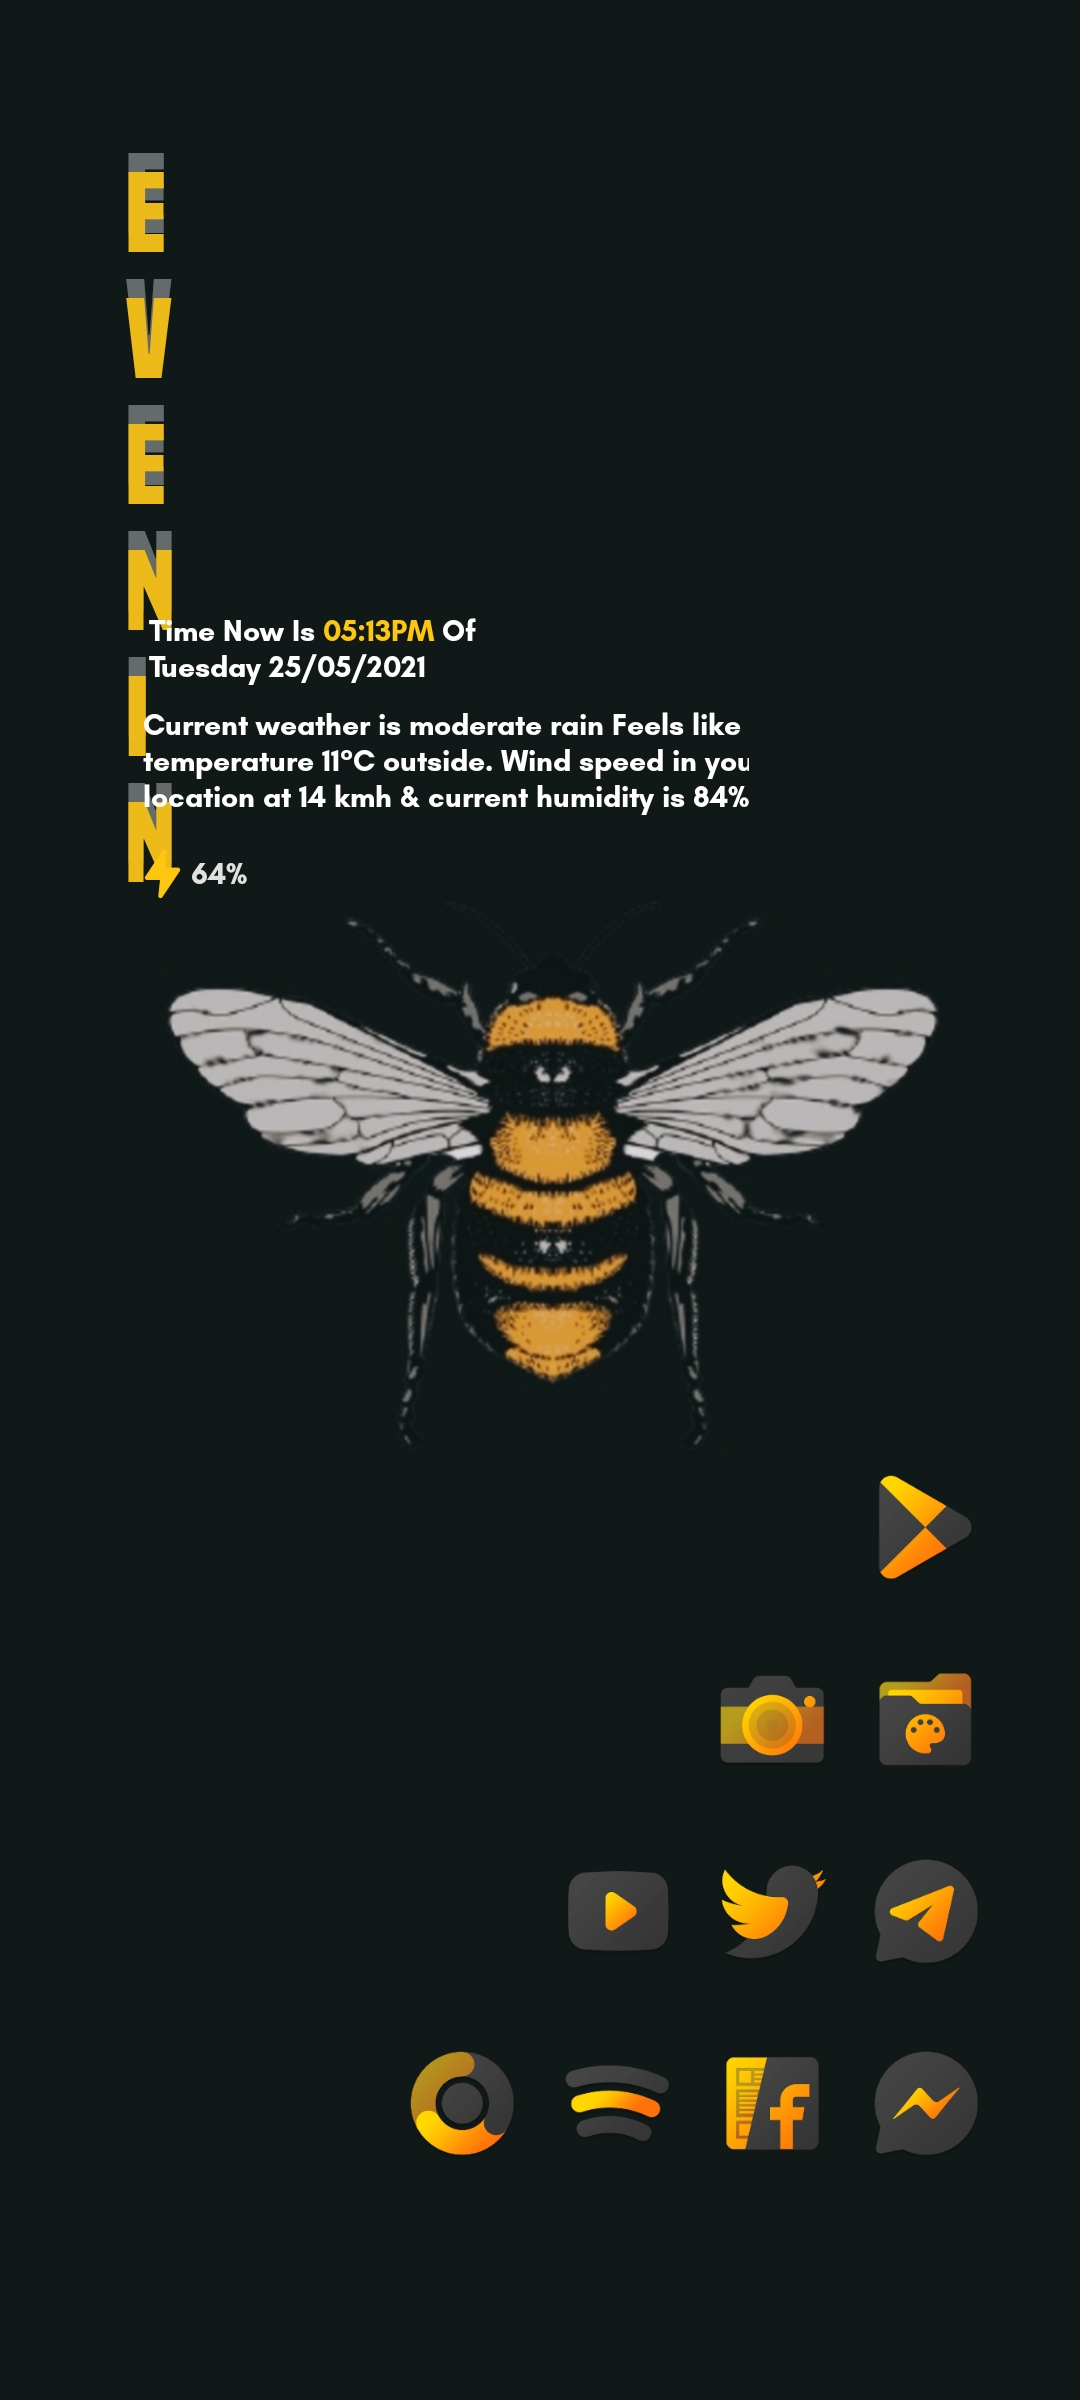 E
V
E
N
I
N
Time Now Is 05:13PM Of
Tuesday 25/05/2021
Current weather is moderate rain Feels like
temperature 11°C outside. Wind speed in you
location at 14 kmh & current humidity is 84%
64%